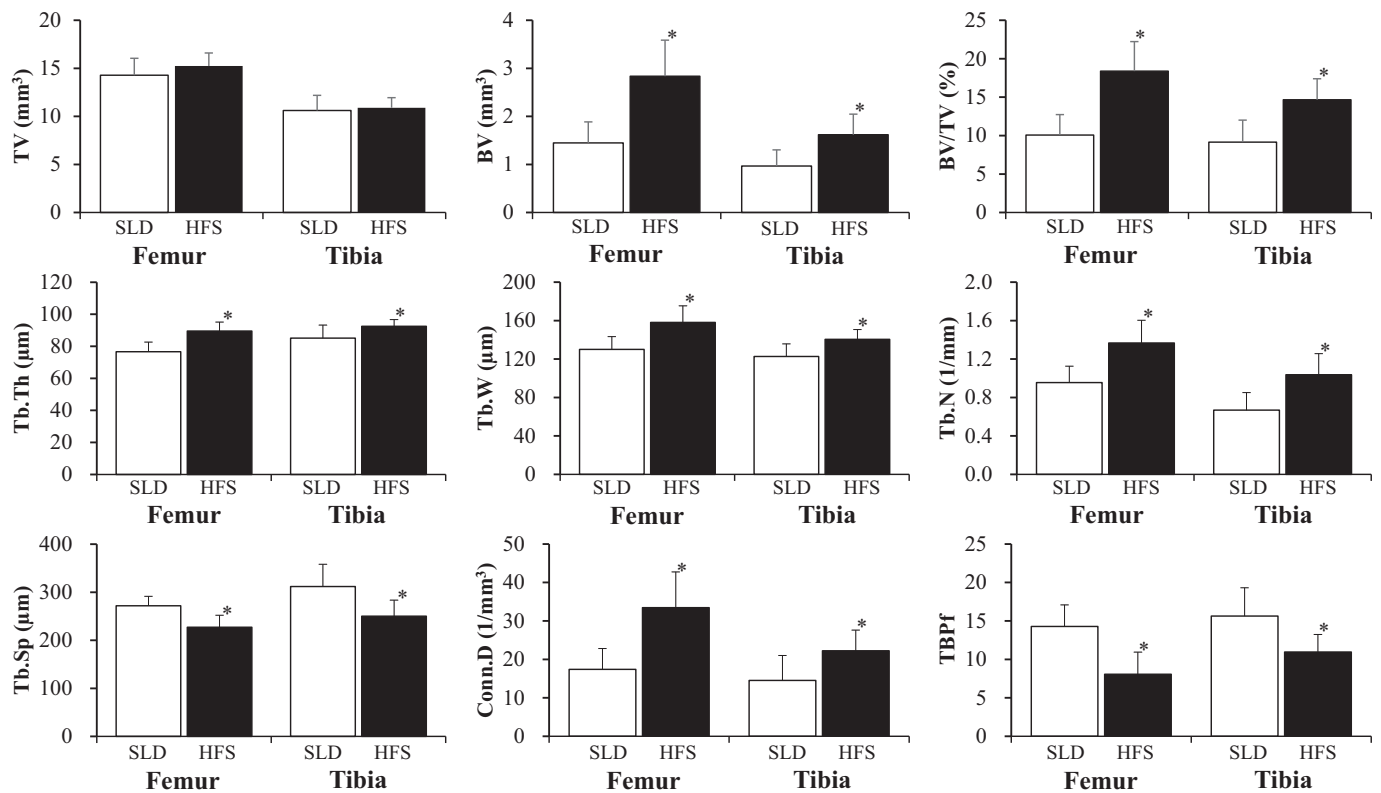 TV (mm³)
20
15
10
5
0
SLD HFS SLD HFS
Femur Tibia
BV (mm³)
4
3
2
1
0
*
*
SLD HFS SLD HFS
Femur Tibia
BV/TV (%)
25
20
15
10
5
0
*
*
SLD HFS SLD HFS
Femur Tibia
Tb.Th (μm)
120
100
80
60
40
20
0
*
*
SLD HFS SLD HFS
Femur Tibia
Tb.W (μm)
200
160
120
80
40
0
*
*
SLD HFS SLD HFS
Femur Tibia
Tb.N (1/mm)
2.0
1.6
1.2
0.8
0.4
0.0
*
*
SLD HFS SLD HFS
Femur Tibia
Tb.Sp (μm)
400
300
200
100
0
*
*
SLD HFS SLD HFS
Femur Tibia
Conn.D (1/mm³)
50
40
30
20
10
0
*
*
SLD HFS SLD HFS
Femur Tibia
TBPf
25
20
15
10
5
0
*
*
SLD HFS SLD HFS
Femur Tibia